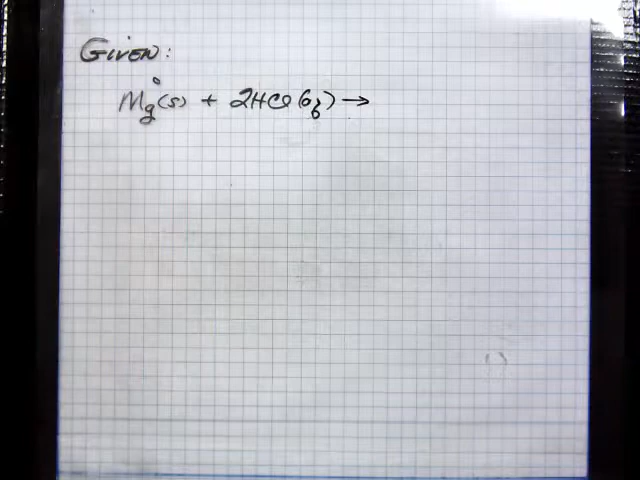 GIVEN:
Mg°(s) + 2HCl(aq) →